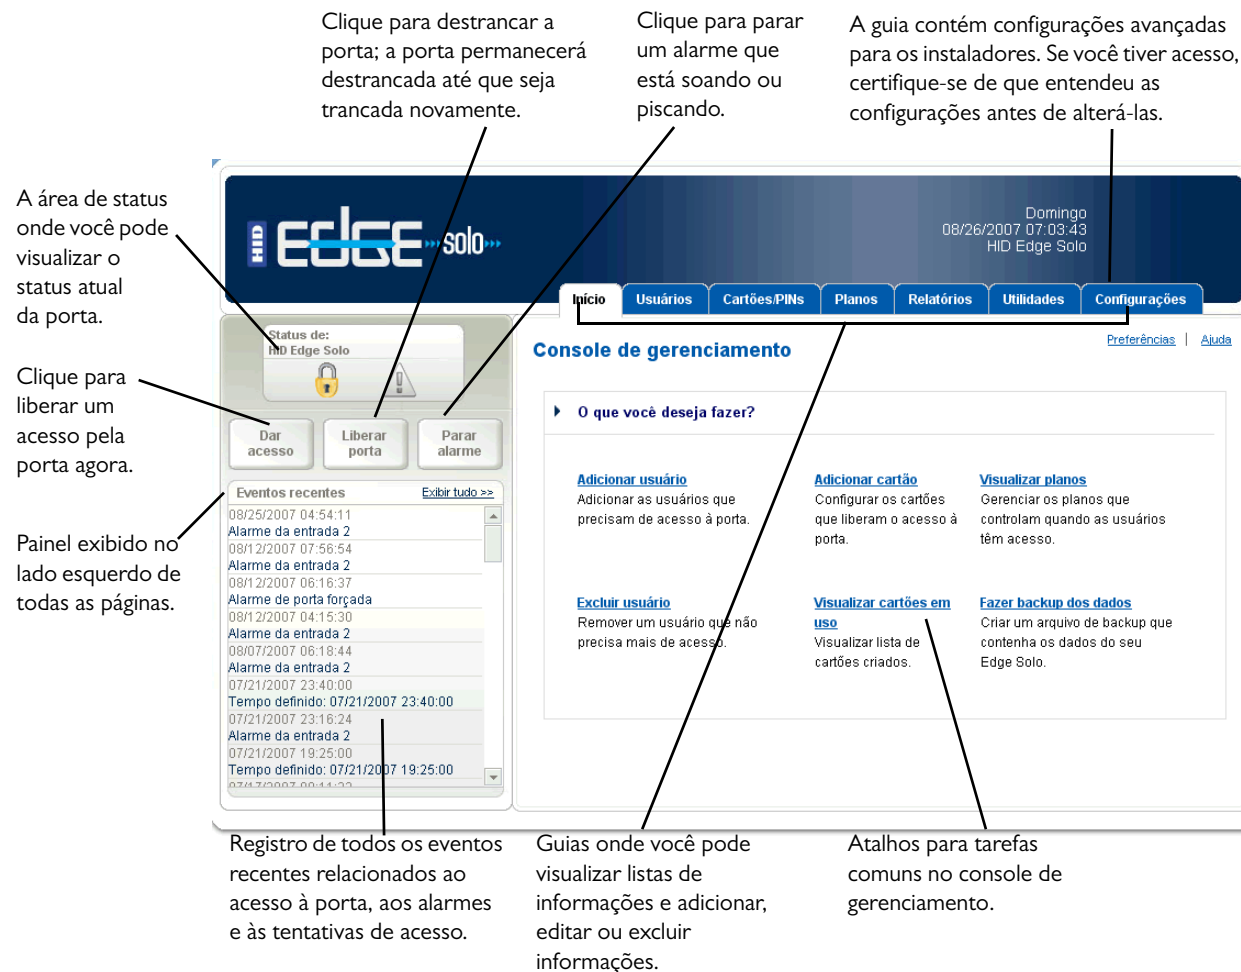 Clique para destrancar a
porta; a porta permanecerá
destrancada até que seja
trancada novamente.
Clique para parar
um alarme que
está soando ou
piscando.
A guia contém configurações avançadas
para os instaladores. Se você tiver acesso,
certifique-se de que entendeu as
configurações antes de alterá-las.
A área de status
onde você pode
visualizar o
status atual
da porta.
Clique para
liberar um
acesso pela
porta agora.
Painel exibido no
lado esquerdo de
todas as páginas.
HID EDGE solo
Domingo
08/26/2007 07:03:43
HID Edge Solo
Início Usuários Cartões/PINs Planos Relatórios Utilidades Configurações
Status de:
HID Edge Solo
Dar
acesso
Liberar
porta
Parar
alarme
Eventos recentes Exibir tudo >>
08/25/2007 04:54:11
Alarme da entrada 2
08/12/2007 07:56:54
Alarme da entrada 2
08/12/2007 06:16:37
Alarme de porta forçada
08/12/2007 04:15:30
Alarme da entrada 2
08/07/2007 06:18:44
Alarme da entrada 2
07/21/2007 23:40:00
Tempo definido: 07/21/2007 23:40:00
07/21/2007 23:16:24
Alarme da entrada 2
07/21/2007 19:25:00
Tempo definido: 07/21/2007 19:25:00
Console de gerenciamento
Preferências | Ajuda
O que você deseja fazer?
Adicionar usuário
Adicionar as usuários que
precisam de acesso à porta.
Adicionar cartão
Configurar os cartões
que liberam o acesso à
porta.
Visualizar planos
Gerenciar os planos que
controlam quando as usuários
têm acesso.
Excluir usuário
Remover um usuário que não
precisa mais de acesso.
Visualizar cartões em
uso
Visualizar lista de
cartões criados.
Fazer backup dos dados
Criar um arquivo de backup que
contenha os dados do seu
Edge Solo.
Registro de todos os eventos
recentes relacionados ao
acesso à porta, aos alarmes
e às tentativas de acesso.
Guias onde você pode
visualizar listas de
informações e adicionar,
editar ou excluir
informações.
Atalhos para tarefas
comuns no console de
gerenciamento.